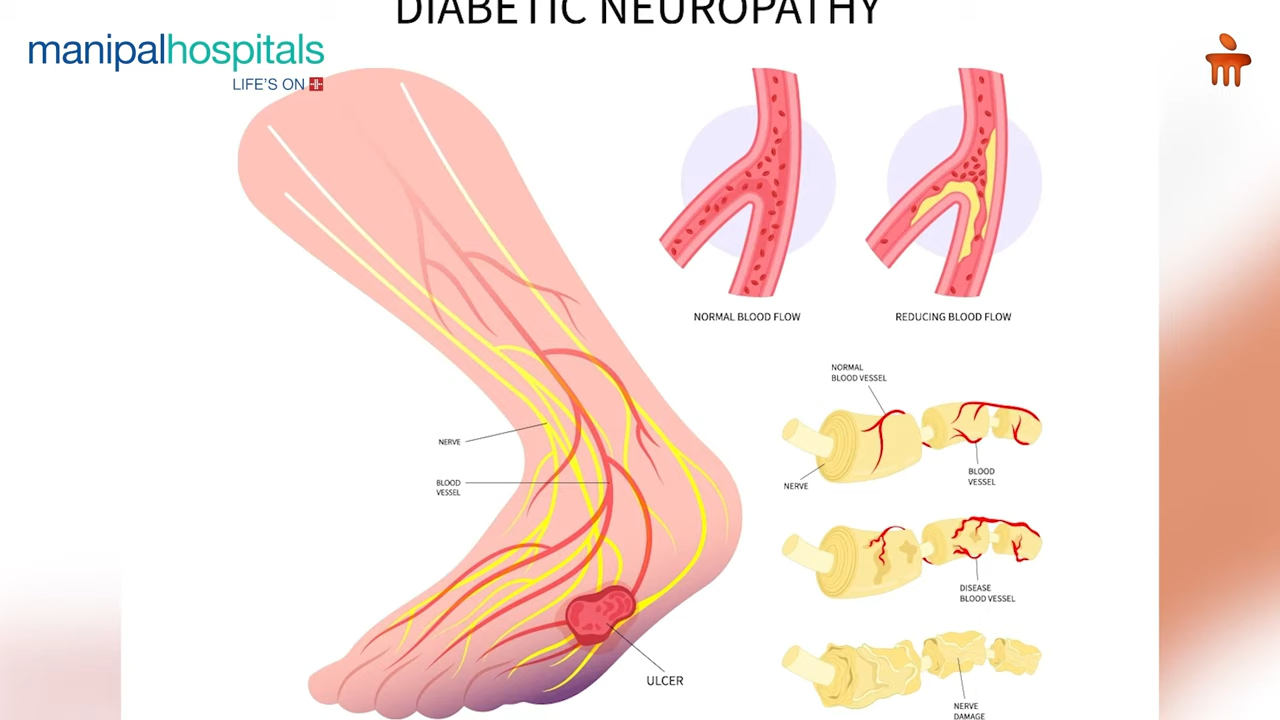 DIABETIC NEUROPATHY
manipalhospitals
LIFE'S ON
NORMAL BLOOD FLOW
REDUCING BLOOD FLOW
NORMAL
BLOOD VESSEL
NERVE
BLOOD
VESSEL
NERVE
BLOOD
VESSEL
DISEASE
BLOOD VESSEL
ULCER
NERVE
DAMAGE